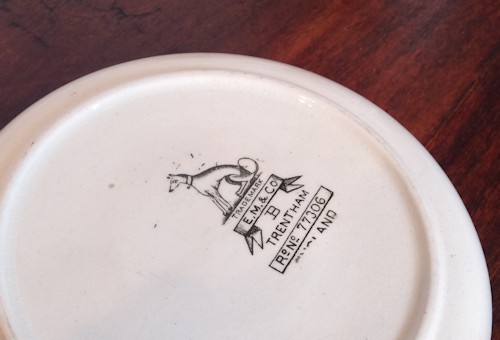 TRADE MARK
E.M.& Co
B
TRENTHAM
RD No 77306